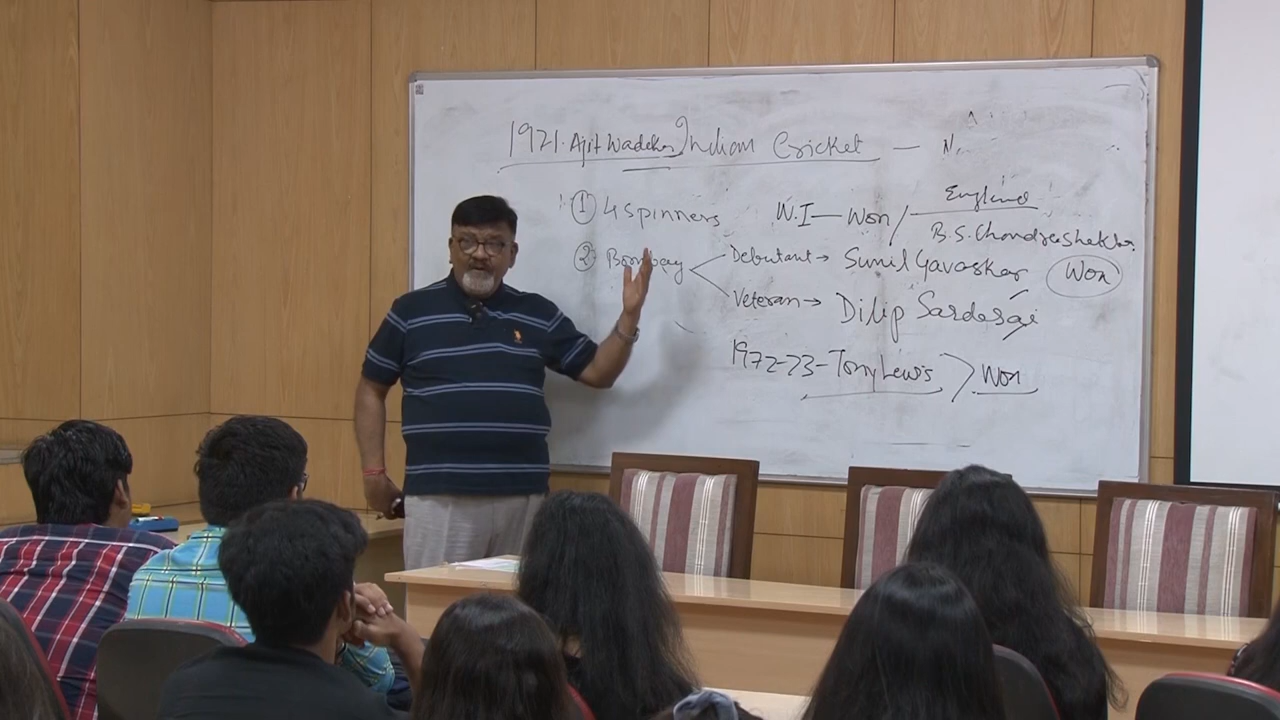 1971. Ajit Wadekar Indian Cricket — N.
① 4 Spinners W.I — Won / England
B.S. Chandrashekhar
② Bombay Debutant → Sunil Gavaskar Won
Veteran → Dilip Sardesai
1972-73 - Tony Lewis > Won